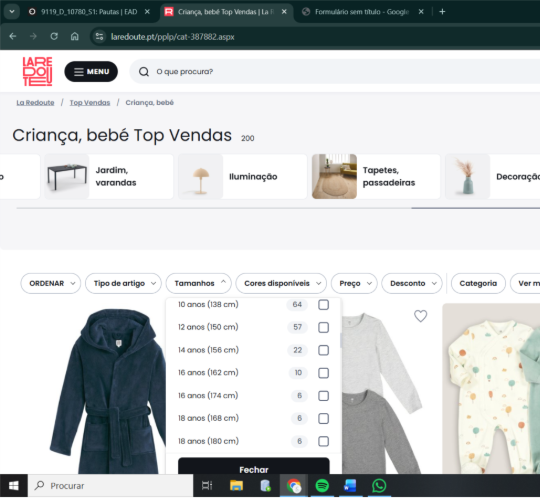 9119_D_10780_S1: Pautas | EAD
Criança, bebé Top Vendas | La R
Formulário sem título - Google
laredoute.pt/pplp/cat-387882.aspx
LA RE
DOU
TE
MENU
O que procura?
La Redoute / Top Vendas / Criança, bebé
Criança, bebé Top Vendas 200
o
Jardim,
varandas
Iluminação
Tapetes,
passadeiras
Decoração
ORDENAR
Tipo de artigo
Tamanhos
Cores disponíveis
Preço
Desconto
Categoria
Ver m
10 anos (138 cm) 64
12 anos (150 cm) 57
14 anos (156 cm) 22
16 anos (162 cm) 10
16 anos (174 cm) 6
18 anos (168 cm) 6
18 anos (180 cm) 6
Fechar
Procurar